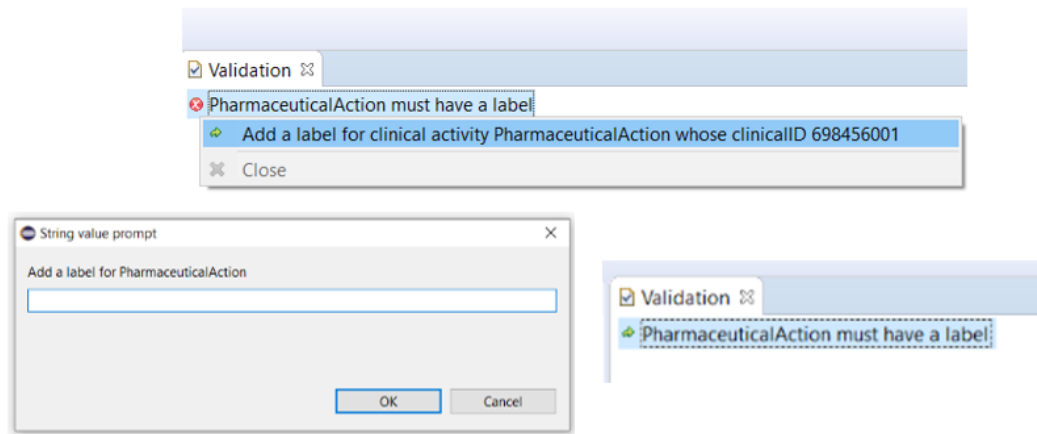 Validation
PharmaceuticalAction must have a label
Add a label for clinical activity PharmaceuticalAction whose clinicalID 698456001
Close
String value prompt
Add a label for PharmaceuticalAction
OK Cancel
Validation
PharmaceuticalAction must have a label